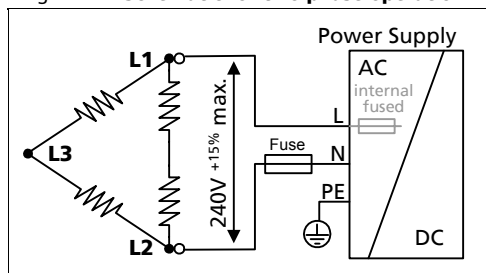 Power Supply
L1
AC
internal
fused
L
240V +15% max.
Fuse
N
L3
PE
L2
DC